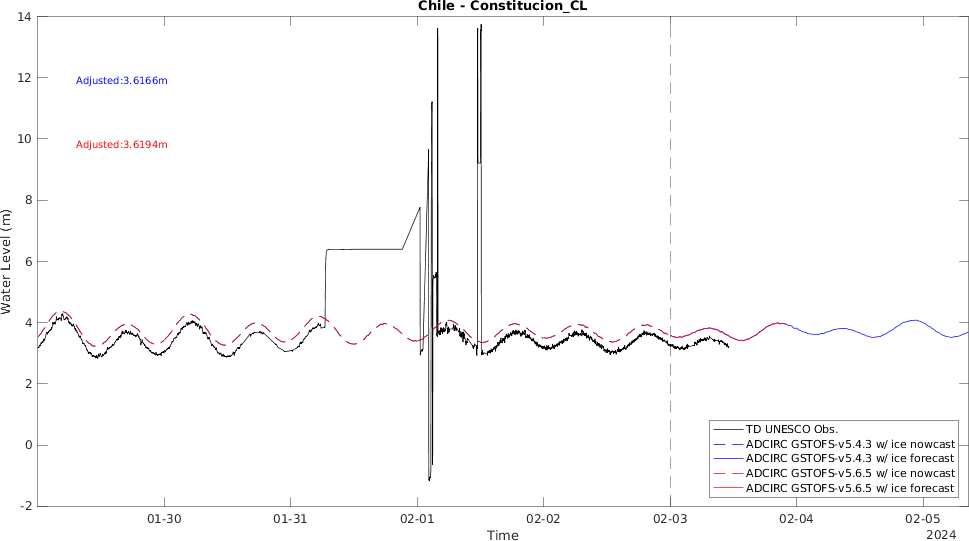 Chile - Constitucion_CL
14
12
10
8
6
4
2
0
-2
Water Level (m)
Adjusted:3.6166m
Adjusted:3.6194m
TD UNESCO Obs.
ADCIRC GSTOFS-v5.4.3 w/ ice nowcast
ADCIRC GSTOFS-v5.4.3 w/ ice forecast
ADCIRC GSTOFS-v5.6.5 w/ ice nowcast
ADCIRC GSTOFS-v5.6.5 w/ ice forecast
01-30 01-31 02-01 02-02 02-03 02-04 02-05
Time
2024